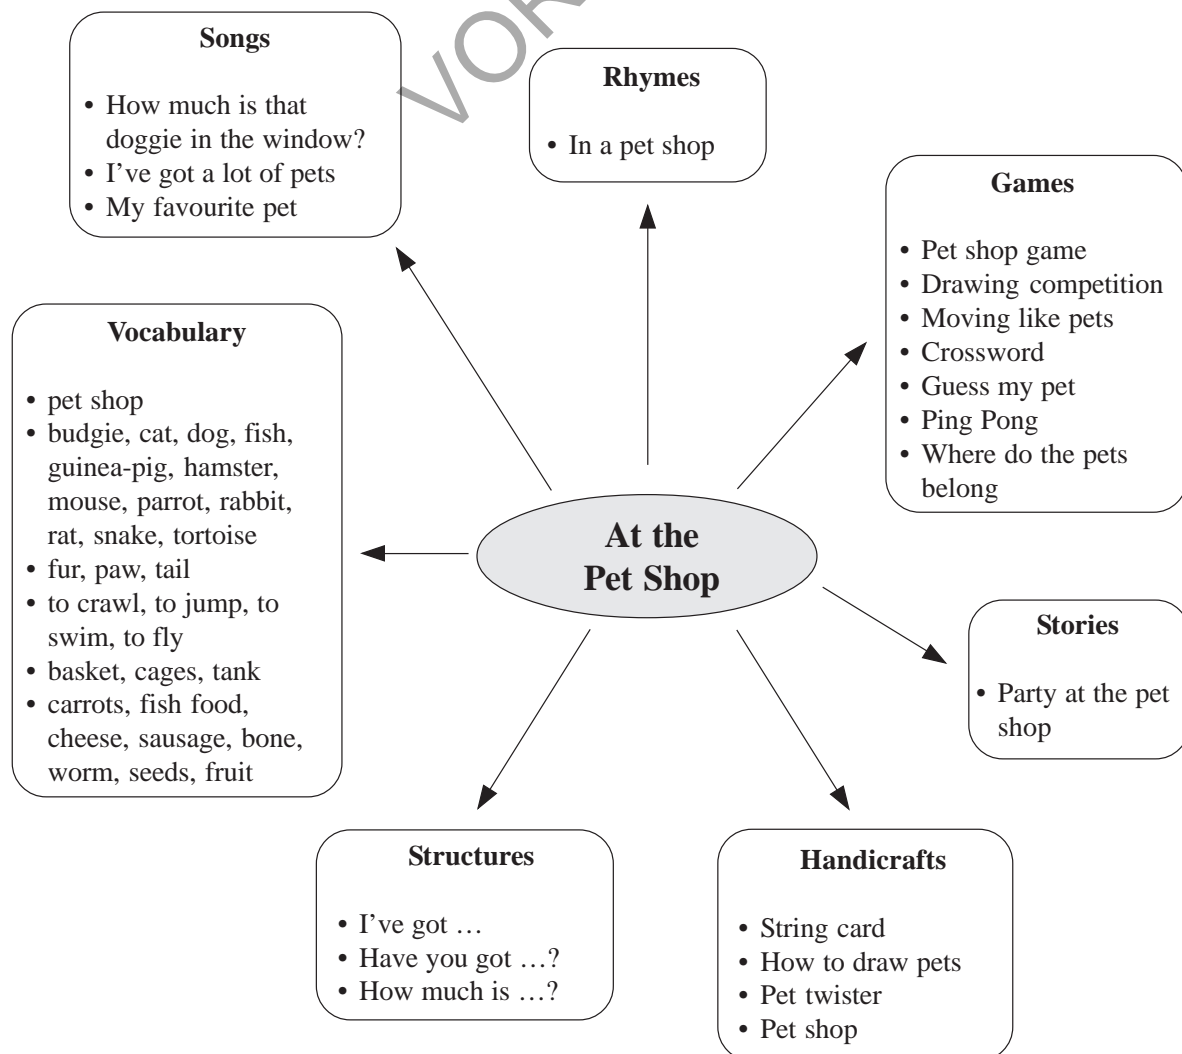 Songs
• How much is that
doggie in the window?
• I've got a lot of pets
• My favourite pet
VOR
Rhymes
• In a pet shop
Games
• Pet shop game
• Drawing competition
• Moving like pets
• Crossword
• Guess my pet
• Ping Pong
• Where do the pets
belong
Vocabulary
• pet shop
• budgie, cat, dog, fish,
guinea-pig, hamster,
mouse, parrot, rabbit,
rat, snake, tortoise
• fur, paw, tail
• to crawl, to jump, to
swim, to fly
• basket, cages, tank
• carrots, fish food,
cheese, sausage, bone,
worm, seeds, fruit
At the
Pet Shop
Stories
• Party at the pet
shop
Structures
• I've got …
• Have you got …?
• How much is …?
Handicrafts
• String card
• How to draw pets
• Pet twister
• Pet shop